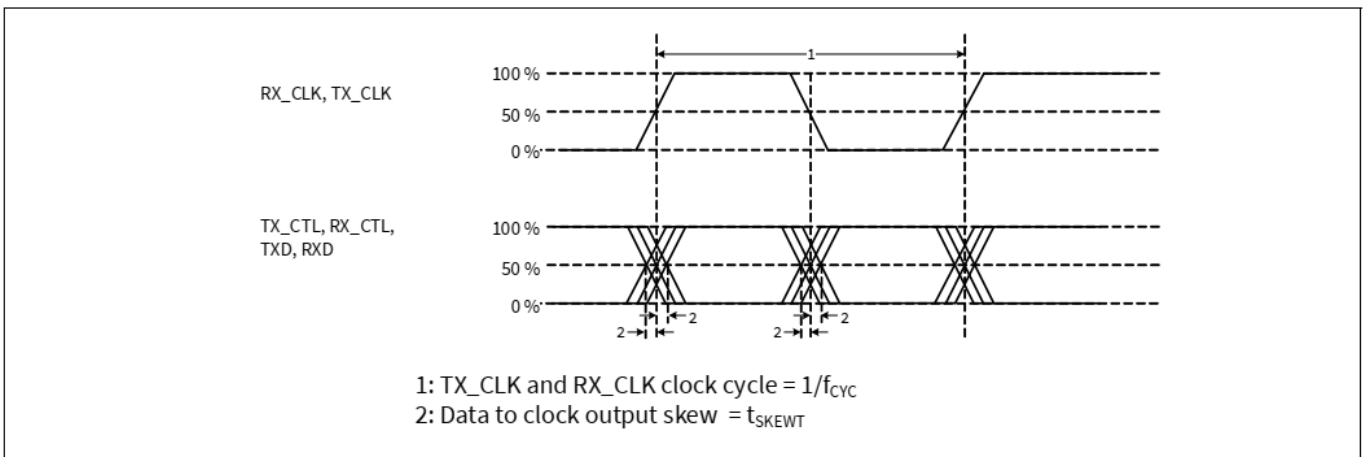 1
100 %
RX_CLK, TX_CLK
50 %
0 %
TX_CTL, RX_CTL,
TXD, RXD
100 %
50 %
0 %
2
2
2
2
1: TX_CLK and RX_CLK clock cycle = 1/fCYC
2: Data to clock output skew = tSKEWT